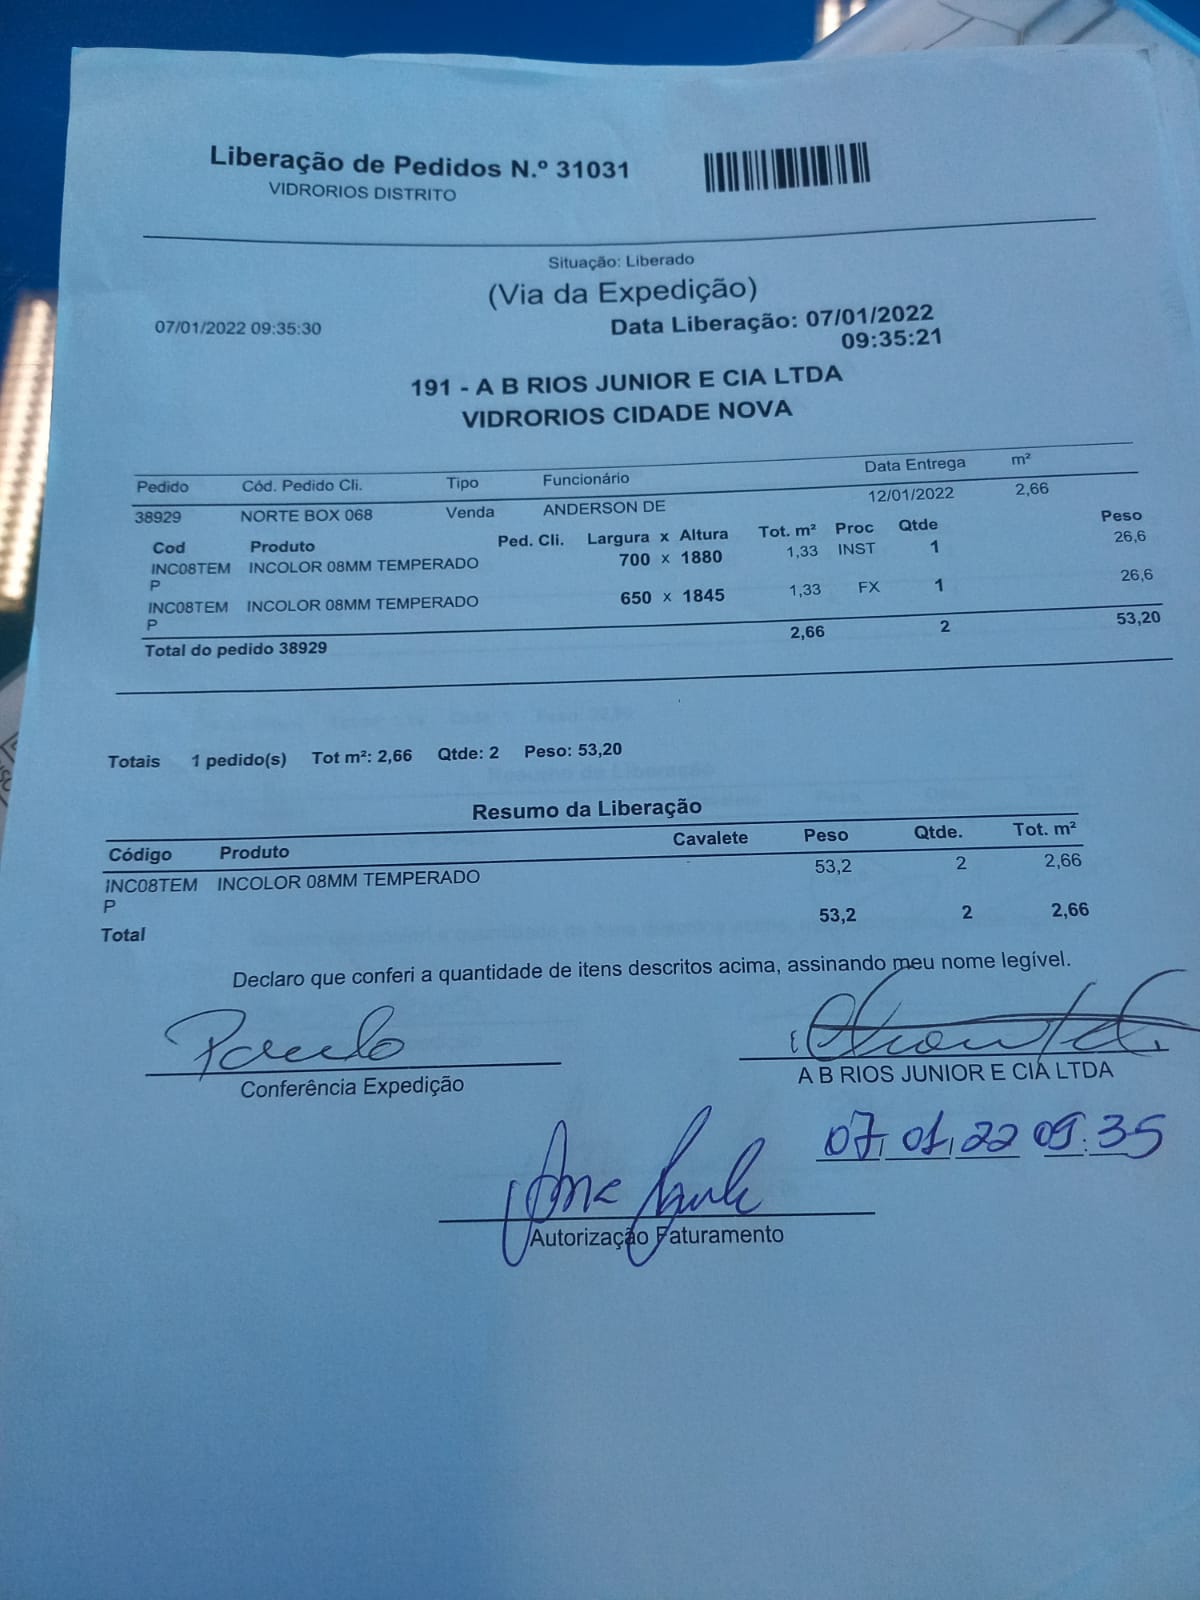 Liberação de Pedidos N.º 31031
VIDRORIOS DISTRITO
Situação: Liberado
(Via da Expedição)
07/01/2022 09:35:30 Data Liberação: 07/01/2022
09:35:21
191 - A B RIOS JUNIOR E CIA LTDA
VIDRORIOS CIDADE NOVA
Pedido Cód. Pedido Cli. Tipo Funcionário Data Entrega m²
38929 NORTE BOX 068 Venda ANDERSON DE 12/01/2022 2,66
Cod Produto Ped. Cli. Largura x Altura Tot. m² Proc Qtde Peso
INC08TEM INCOLOR 08MM TEMPERADO 700 x 1880 1,33 INST 1 26,6
P
INC08TEM INCOLOR 08MM TEMPERADO 650 x 1845 1,33 FX 1 26,6
P
Total do pedido 38929 2,66 2 53,20
Totais 1 pedido(s) Tot m²: 2,66 Qtde: 2 Peso: 53,20
Resumo da Liberação
Código Produto Cavalete Peso Qtde. Tot. m²
INC08TEM INCOLOR 08MM TEMPERADO 53,2 2 2,66
P
Total 53,2 2 2,66
Declaro que conferi a quantidade de itens descritos acima, assinando meu nome legível.
Paulo
Conferência Expedição A B RIOS JUNIOR E CIA LTDA
07/01/22 09:35
Ana Paula
Autorização Faturamento